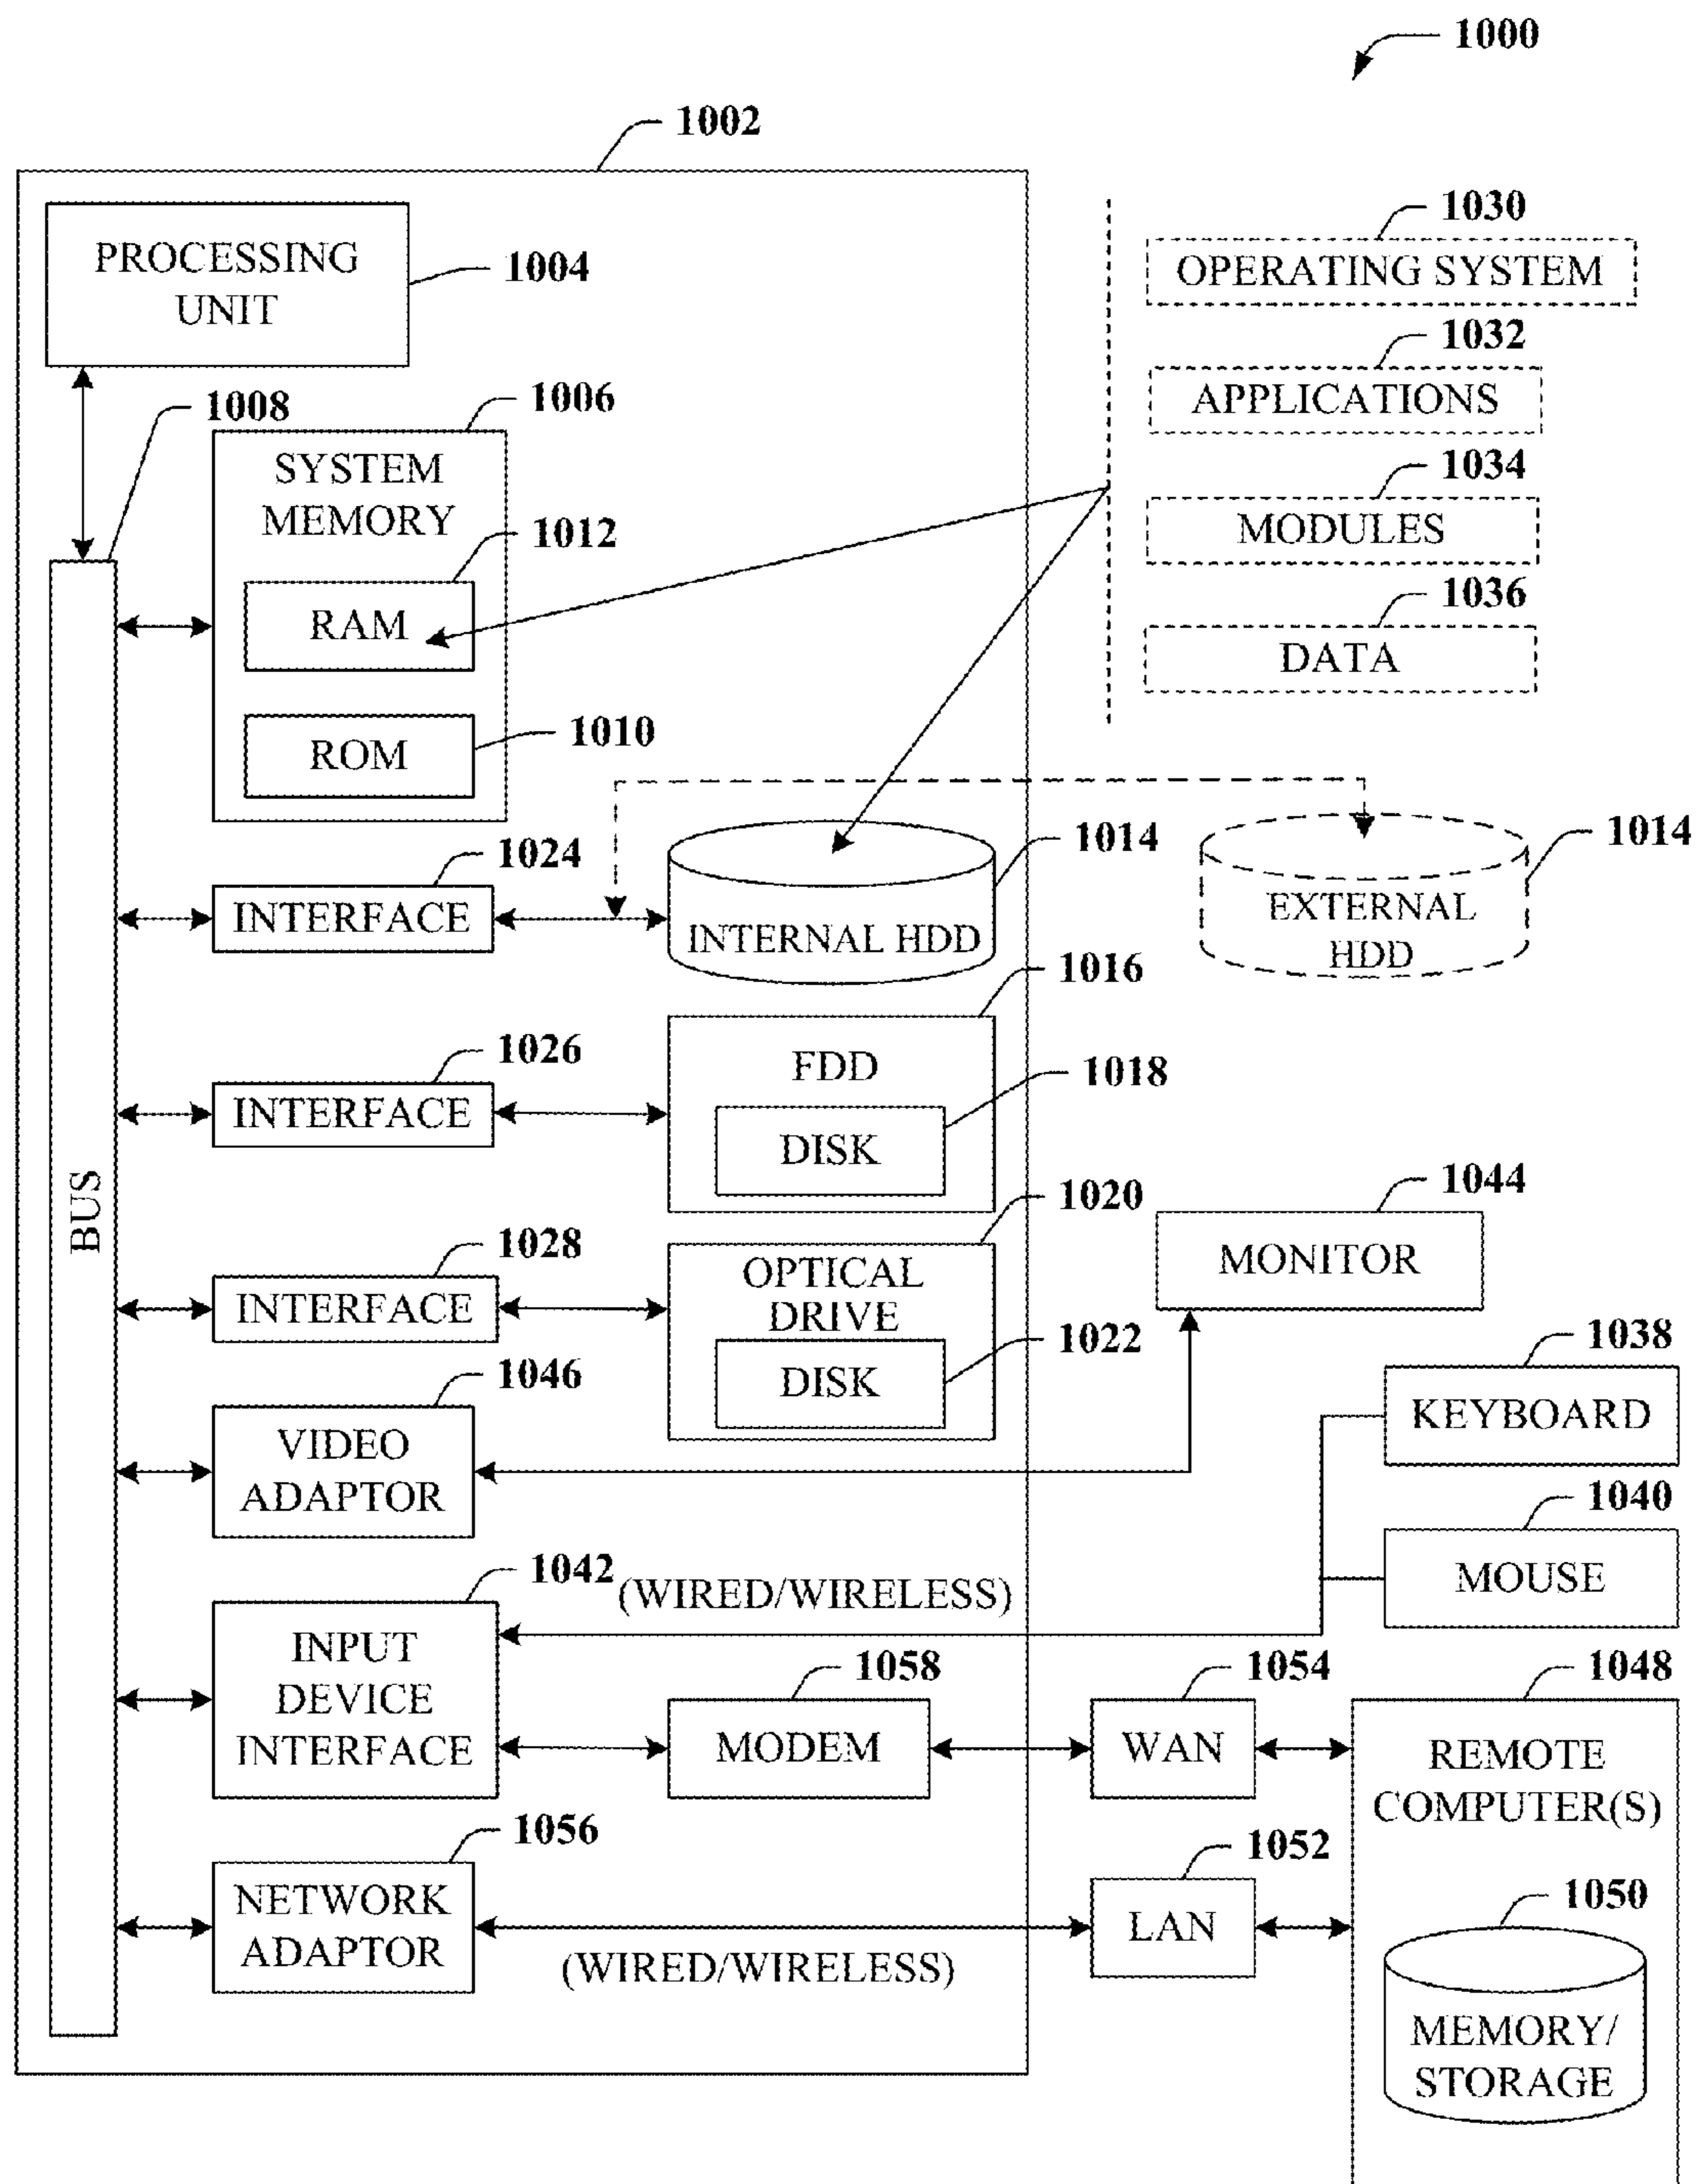 1000
1002
PROCESSING
UNIT
1004
1030
OPERATING SYSTEM
1032
APPLICATIONS
1034
MODULES
1036
DATA
1008
1006
SYSTEM
MEMORY
1012
RAM
ROM
1010
1024
INTERFACE
1014
INTERNAL HDD
1014
EXTERNAL
HDD
1016
1026
INTERFACE
FDD
1018
DISK
BUS
1020
1028
INTERFACE
OPTICAL
DRIVE
1022
DISK
1044
MONITOR
1046
VIDEO
ADAPTOR
1038
KEYBOARD
1040
MOUSE
1042
(WIRED/WIRELESS)
INPUT
DEVICE
INTERFACE
1058
MODEM
1054
WAN
1048
REMOTE
COMPUTER(S)
1056
NETWORK
ADAPTOR
(WIRED/WIRELESS)
1052
LAN
1050
MEMORY/
STORAGE